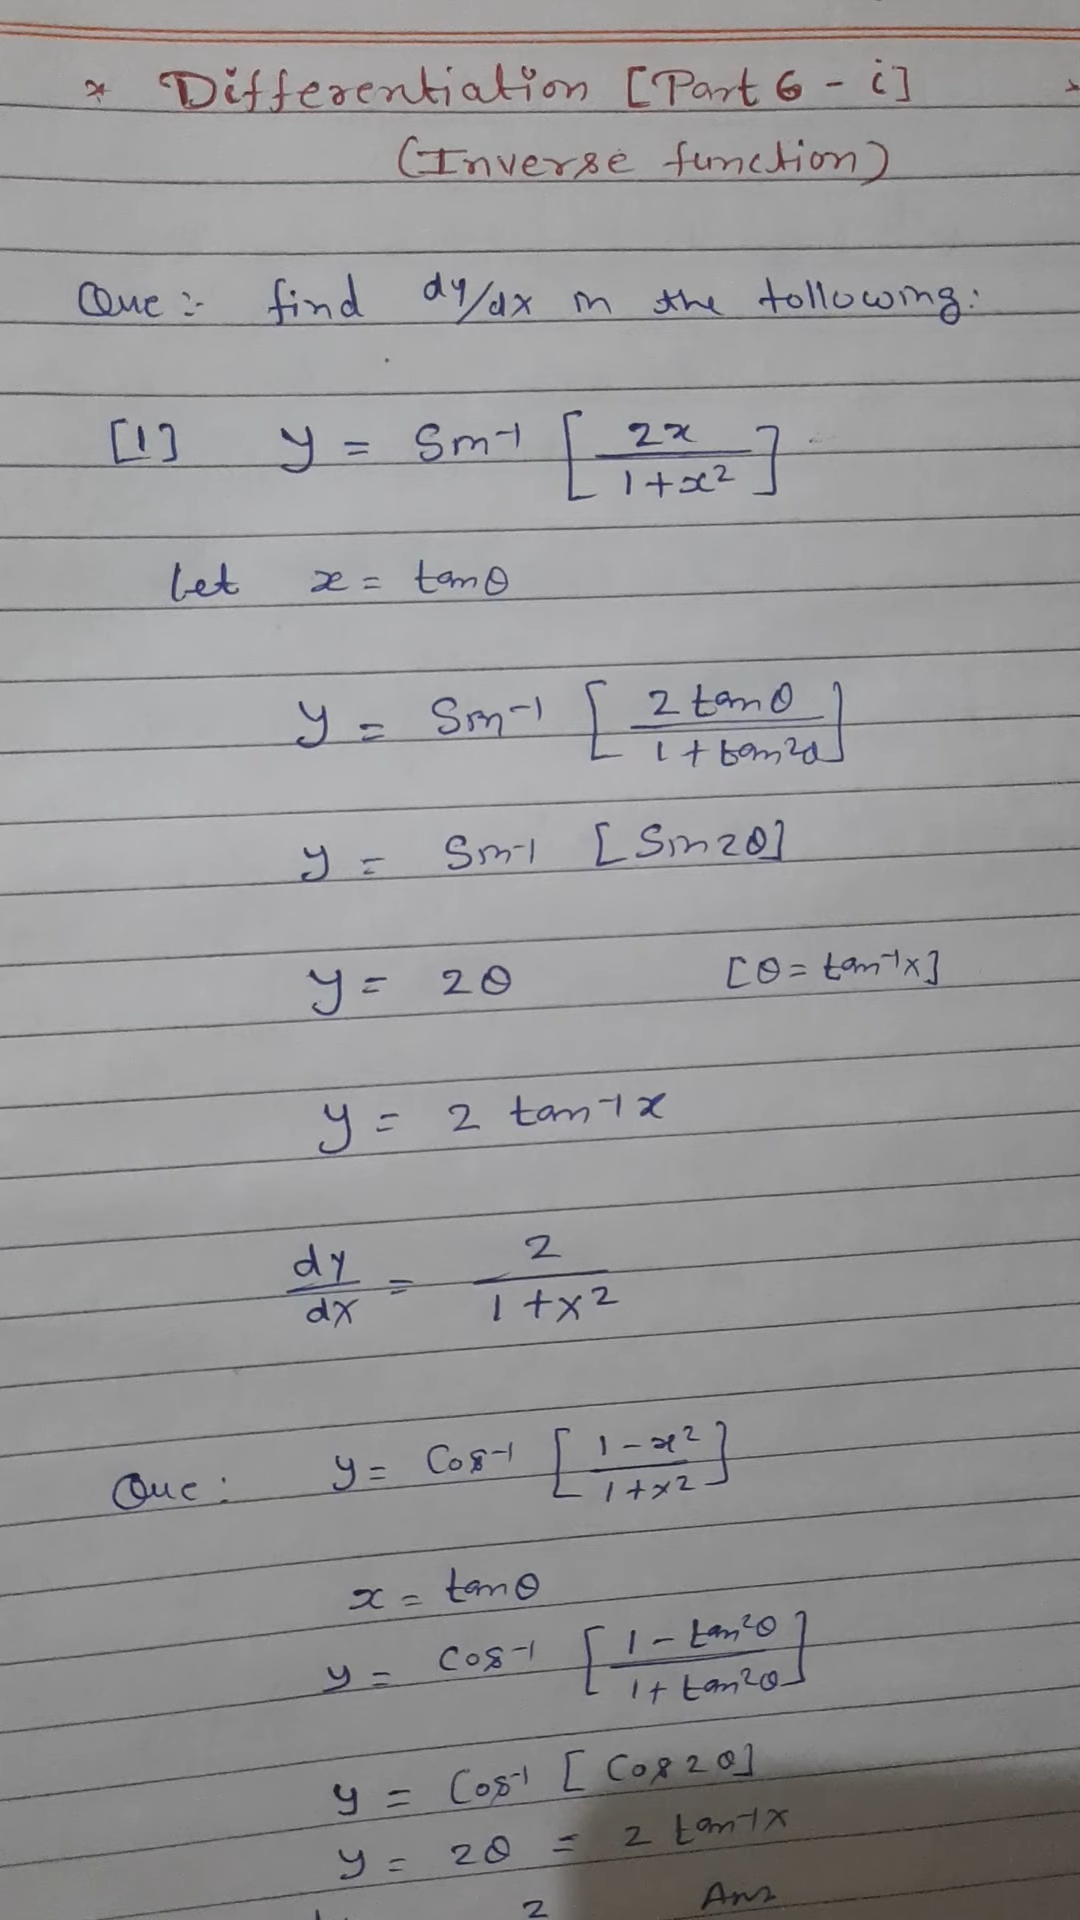 * Differentiation [Part 6 - i]
(Inverse function)
Que :- find dy/dx in the following:
[1] y = Sin-1 [ 2x / 1+x² ]
Let x = tanθ
y = Sin-1 [ 2 tanθ / 1+tan²θ ]
y = Sin-1 [Sin2θ]
y = 2θ [θ = tan-1x]
y = 2 tan-1x
dy/dx = 2 / 1+x²
Que: y = Cos-1 [ 1-x² / 1+x² ]
x = tanθ
y = Cos-1 [ 1-tan²θ / 1+tan²θ ]
y = Cos-1 [Cos2θ]
y = 2θ = 2 tan-1x
2 Ans